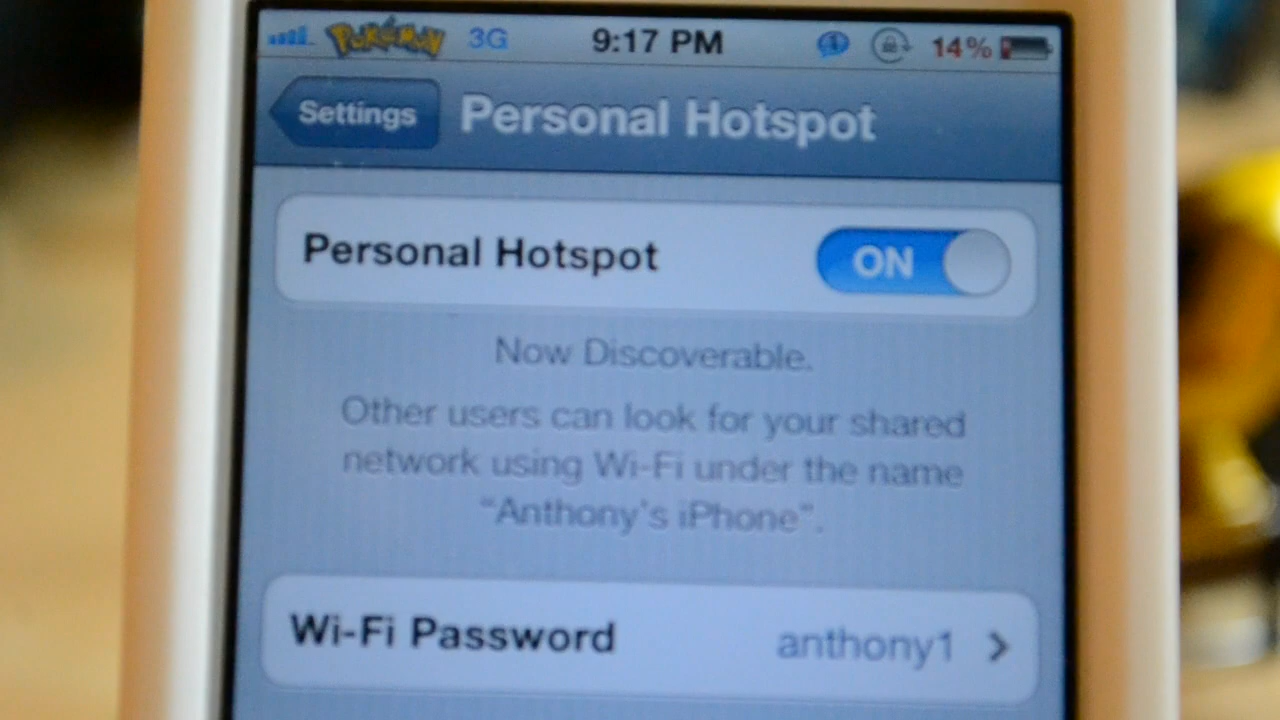 Pokémon 3G 9:17 PM 14%
Settings Personal Hotspot
Personal Hotspot ON
Now Discoverable.
Other users can look for your shared
network using Wi-Fi under the name
“Anthony's iPhone”.
Wi-Fi Password anthony1